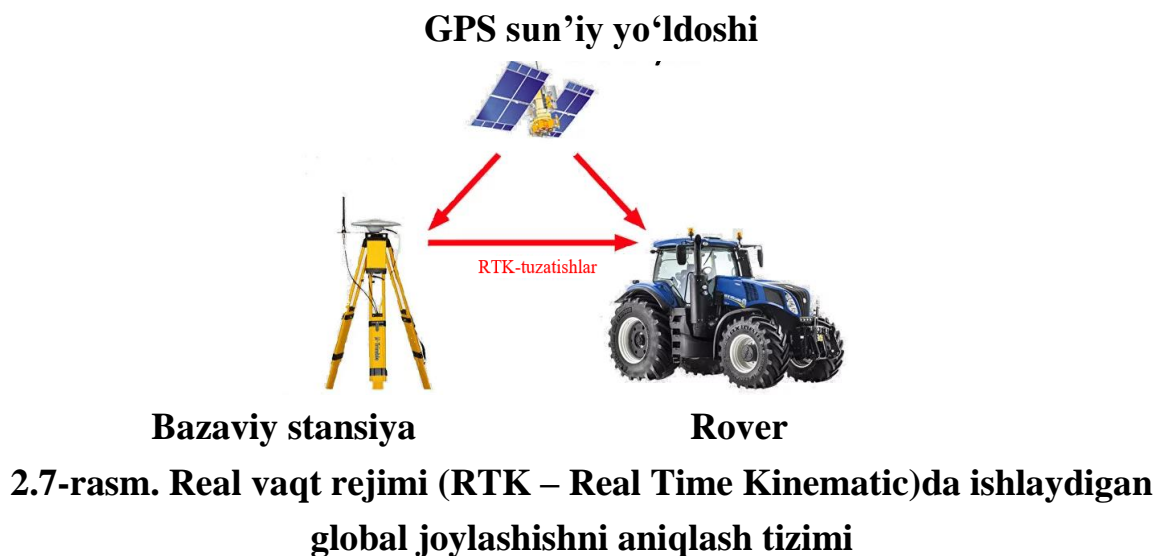 GPS sun’iy yo‘ldoshi
RTK-tuzatishlar
Bazaviy stansiya
Rover
2.7-rasm. Real vaqt rejimi (RTK – Real Time Kinematic)da ishlaydigan
global joylashishni aniqlash tizimi